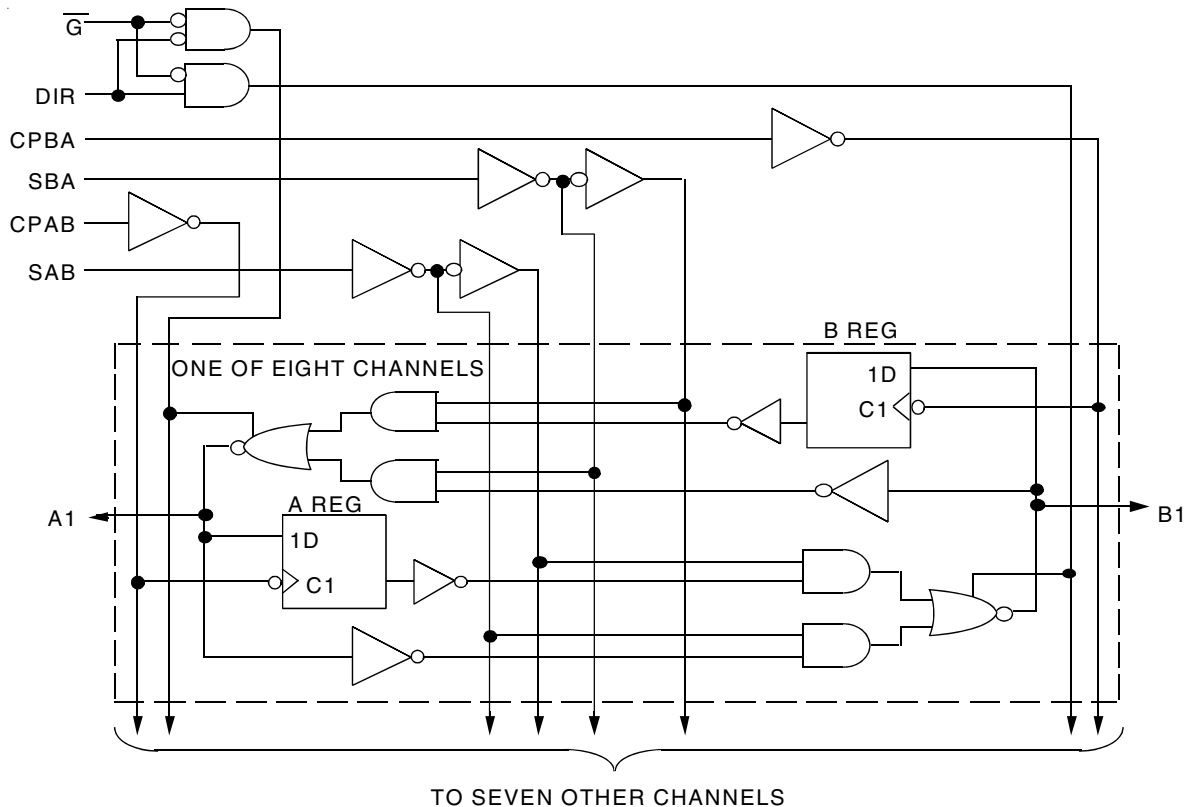 G
DIR
CPBA
SBA
CPAB
SAB
B REG
ONE OF EIGHT CHANNELS
1D
C1
A REG
A1
B1
1D
C1
TO SEVEN OTHER CHANNELS